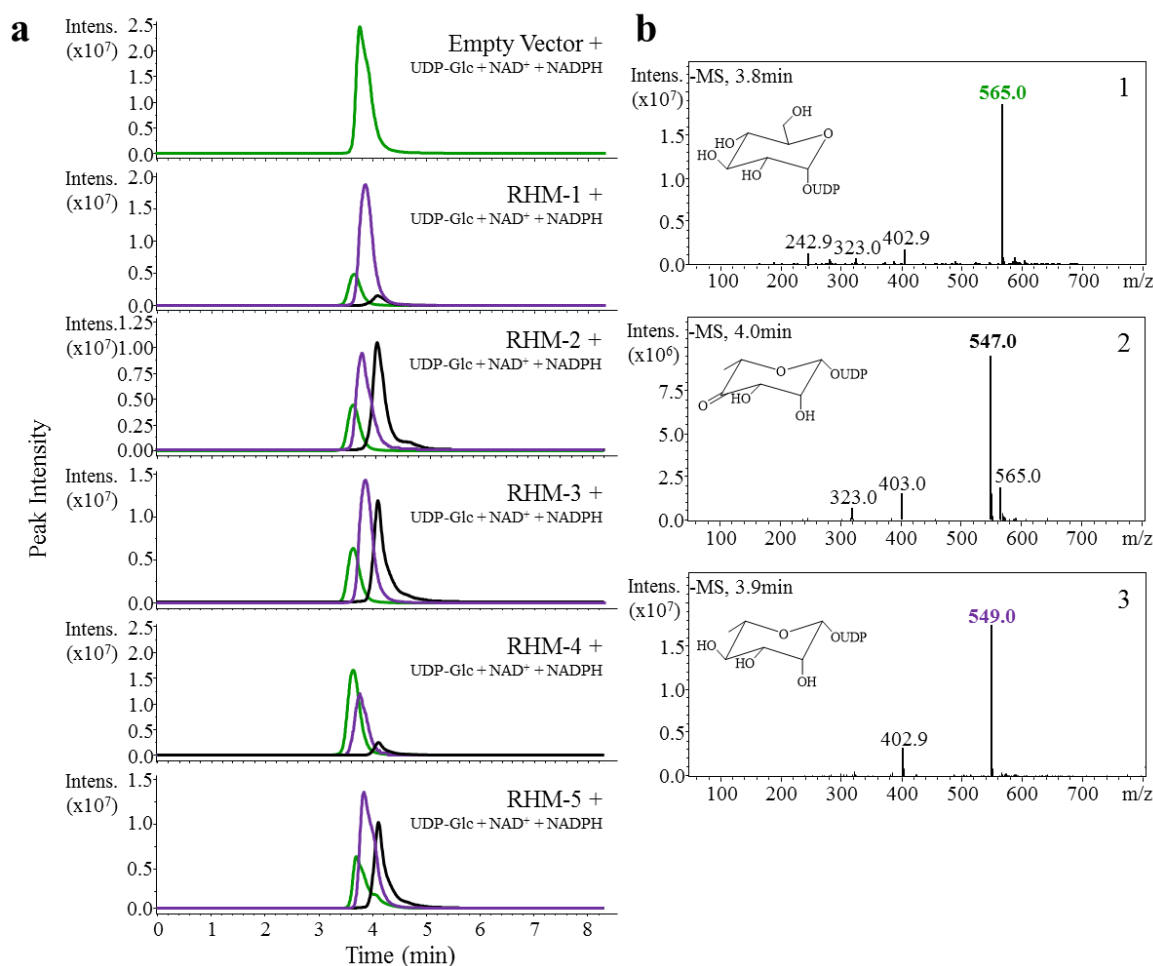 a
Intens.
(x10⁷)
2.5
2.0
1.5
1.0
0.5
0.0
Empty Vector +
UDP-Glc + NAD⁺ + NADPH
Intens.
(x10⁷)
2.0
1.5
1.0
0.5
0.0
RHM-1 +
UDP-Glc + NAD⁺ + NADPH
Intens.
(x10⁷)
1.25
1.00
0.75
0.50
0.25
0.00
RHM-2 +
UDP-Glc + NAD⁺ + NADPH
Intens.
(x10⁷)
1.5
1.0
0.5
0.0
RHM-3 +
UDP-Glc + NAD⁺ + NADPH
Intens.
(x10⁷)
2.5
2.0
1.5
1.0
0.5
0.0
RHM-4 +
UDP-Glc + NAD⁺ + NADPH
Intens.
(x10⁷)
1.5
1.0
0.5
0.0
RHM-5 +
UDP-Glc + NAD⁺ + NADPH
0 1 2 3 4 5 6 7 8
Time (min)
Peak Intensity
b
Intens.
(x10⁷)
-MS, 3.8min
565.0
1
OH
O
HO
HO
HO
OUDP
1.5
1.0
0.5
0.0
242.9 323.0 402.9
100 200 300 400 500 600 700 m/z
Intens.
(x10⁶)
-MS, 4.0min
547.0
2
O
OUDP
O
HO
OH
7.5
5.0
2.5
0.0
323.0 403.0 565.0
100 200 300 400 500 600 700 m/z
Intens.
(x10⁷)
-MS, 3.9min
549.0
3
O
OUDP
HO
HO
OH
1.5
1.0
0.5
0.0
402.9
100 200 300 400 500 600 700 m/z